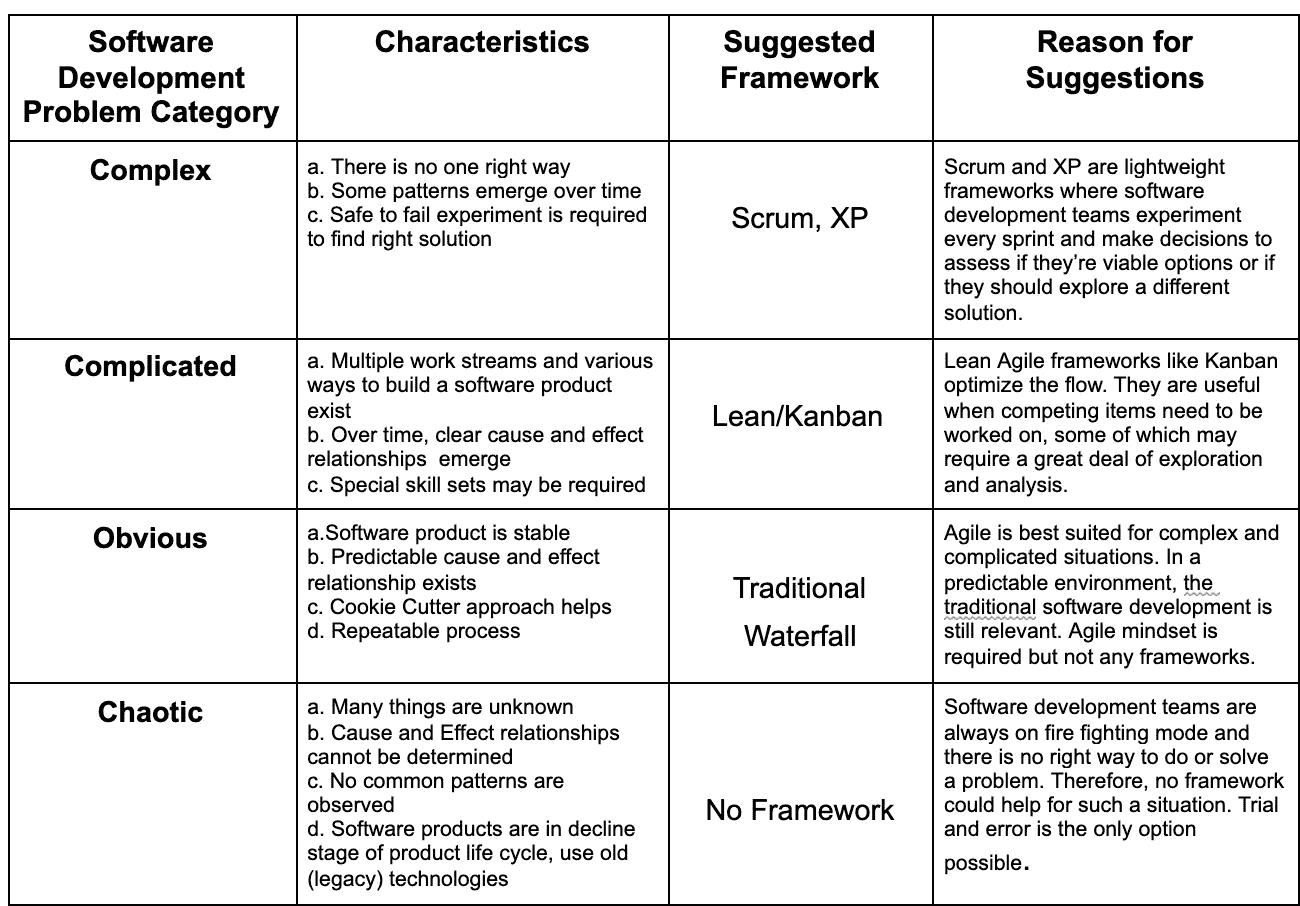 Software
Development
Problem Category
Characteristics
Suggested
Framework
Reason for
Suggestions
Complex
a. There is no one right way
b. Some patterns emerge over time
c. Safe to fail experiment is required
to find right solution
Scrum, XP
Scrum and XP are lightweight
frameworks where software
development teams experiment
every sprint and make decisions to
assess if they’re viable options or if
they should explore a different
solution.
Complicated
a. Multiple work streams and various
ways to build a software product
exist
b. Over time, clear cause and effect
relationships  emerge
c. Special skill sets may be required
Lean/Kanban
Lean Agile frameworks like Kanban
optimize the flow. They are useful
when competing items need to be
worked on, some of which may
require a great deal of exploration
and analysis.
Obvious
a.Software product is stable
b. Predictable cause and effect
relationship exists
c. Cookie Cutter approach helps
d. Repeatable process
Traditional
Waterfall
Agile is best suited for complex and
complicated situations. In a
predictable environment, the
traditional software development is
still relevant. Agile mindset is
required but not any frameworks.
Chaotic
a. Many things are unknown
b. Cause and Effect relationships
cannot be determined
c. No common patterns are
observed
d. Software products are in decline
stage of product life cycle, use old
(legacy) technologies
No Framework
Software development teams are
always on fire fighting mode and
there is no right way to do or solve
a problem. Therefore, no framework
could help for such a situation. Trial
and error is the only option
possible.